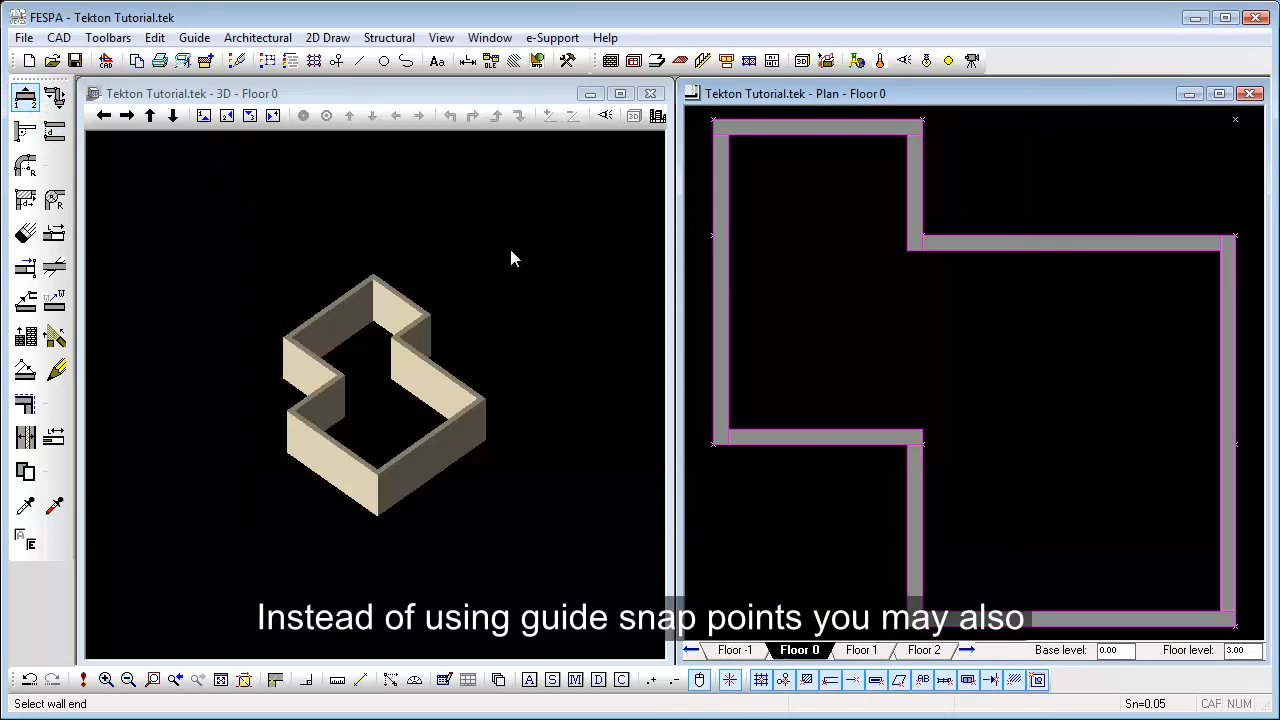 FESPA - Tekton Tutorial.tek
File CAD Toolbars Edit Guide Architectural 2D Draw Structural View Window e-Support Help
Tekton Tutorial.tek - 3D - Floor 0
Tekton Tutorial.tek - Plan - Floor 0
Instead of using guide snap points you may also
Floor -1 Floor 0 Floor 1 Floor 2 Base level: 0.00 Floor level: 3.00
A S M D C
Select wall end Sn=0.05 CAF NUM